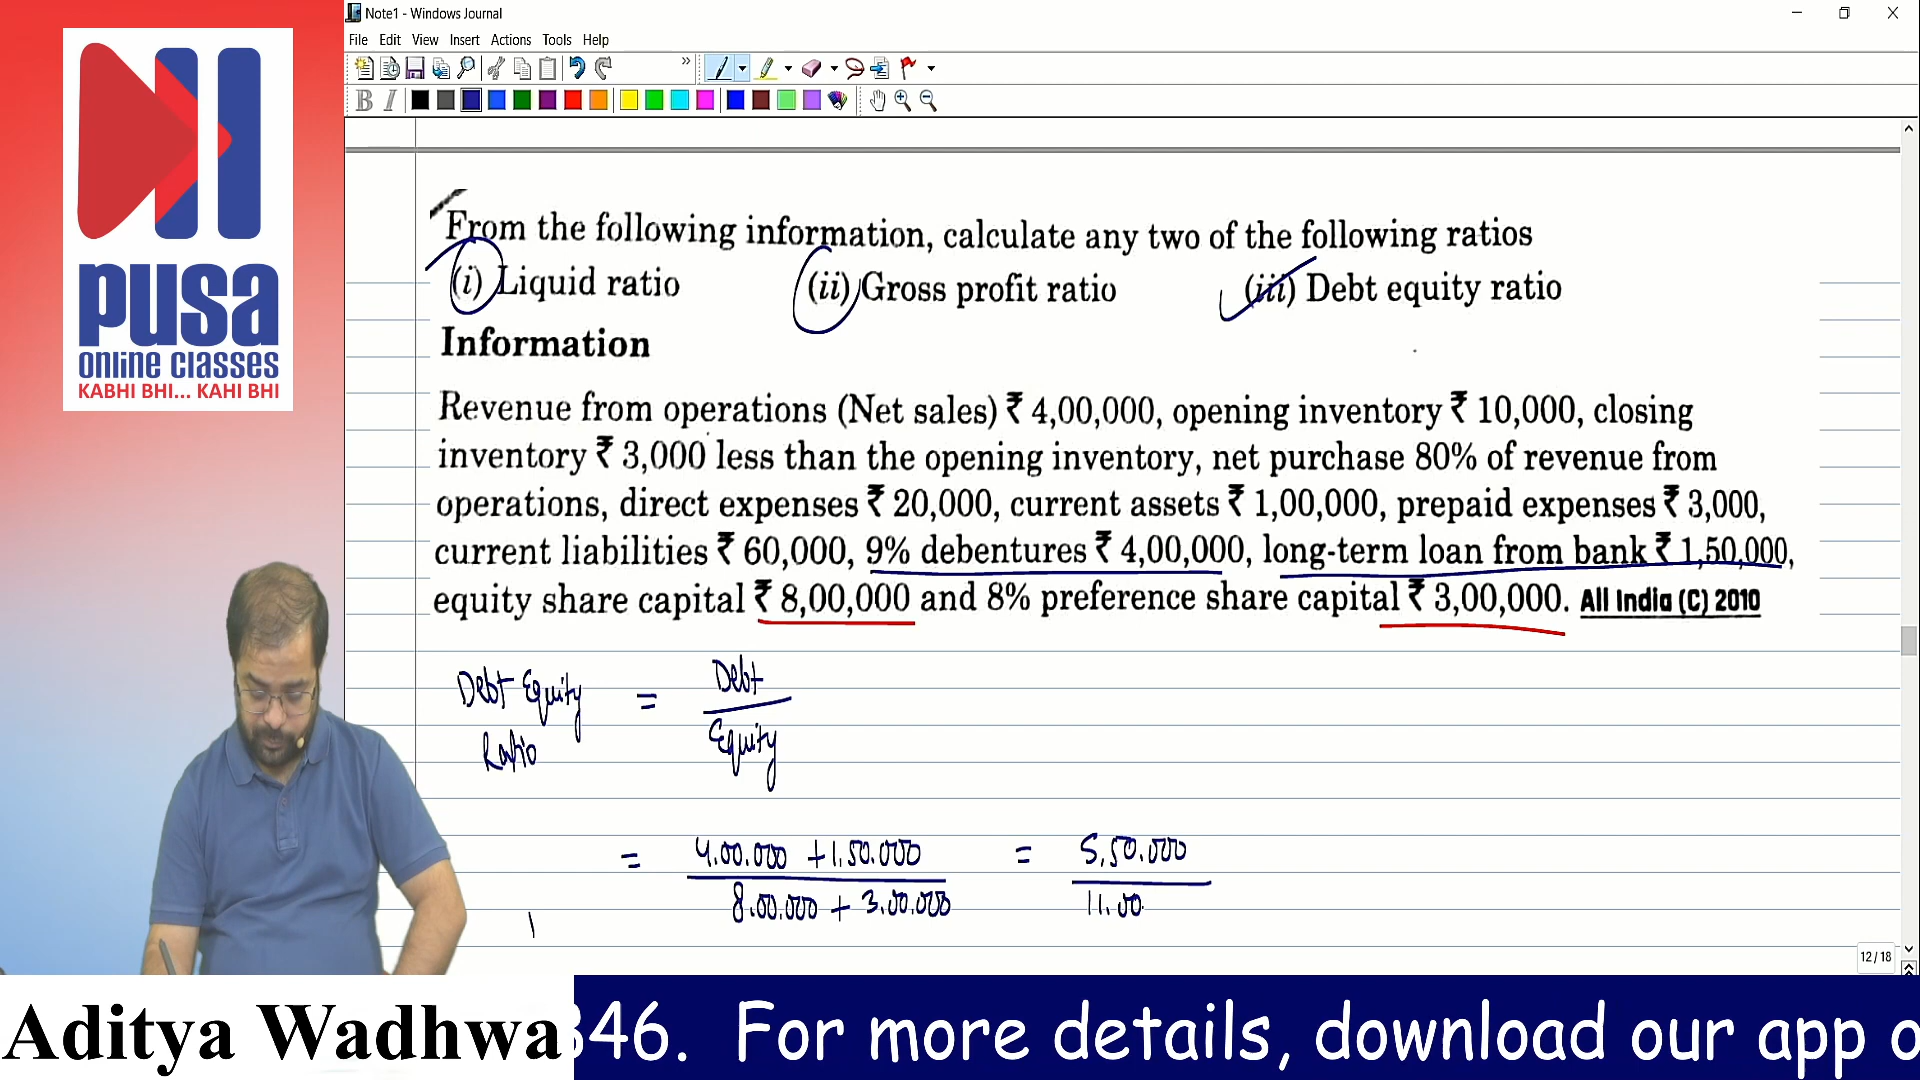 Note1 - Windows Journal
File Edit View Insert Actions Tools Help
B I
From the following information, calculate any two of the following ratios
(i) Liquid ratio (ii) Gross profit ratio (iii) Debt equity ratio
Information
Revenue from operations (Net sales) ₹ 4,00,000, opening inventory ₹ 10,000, closing
inventory ₹ 3,000 less than the opening inventory, net purchase 80% of revenue from
operations, direct expenses ₹ 20,000, current assets ₹ 1,00,000, prepaid expenses ₹ 3,000,
current liabilities ₹ 60,000, 9% debentures ₹ 4,00,000, long-term loan from bank ₹ 1,50,000,
equity share capital ₹ 8,00,000 and 8% preference share capital ₹ 3,00,000. All India (C) 2010
Debt Equity Ratio = Debt / Equity
= 4.00.000 + 1.50.000 / 8.00.000 + 3.00.000 = 5.50.000 / 11.00.
12 / 18
PUSA
ONLINE CLASSES
KABHI BHI... KAHI BHI
Aditya Wadhwa
346. For more details, download our app o